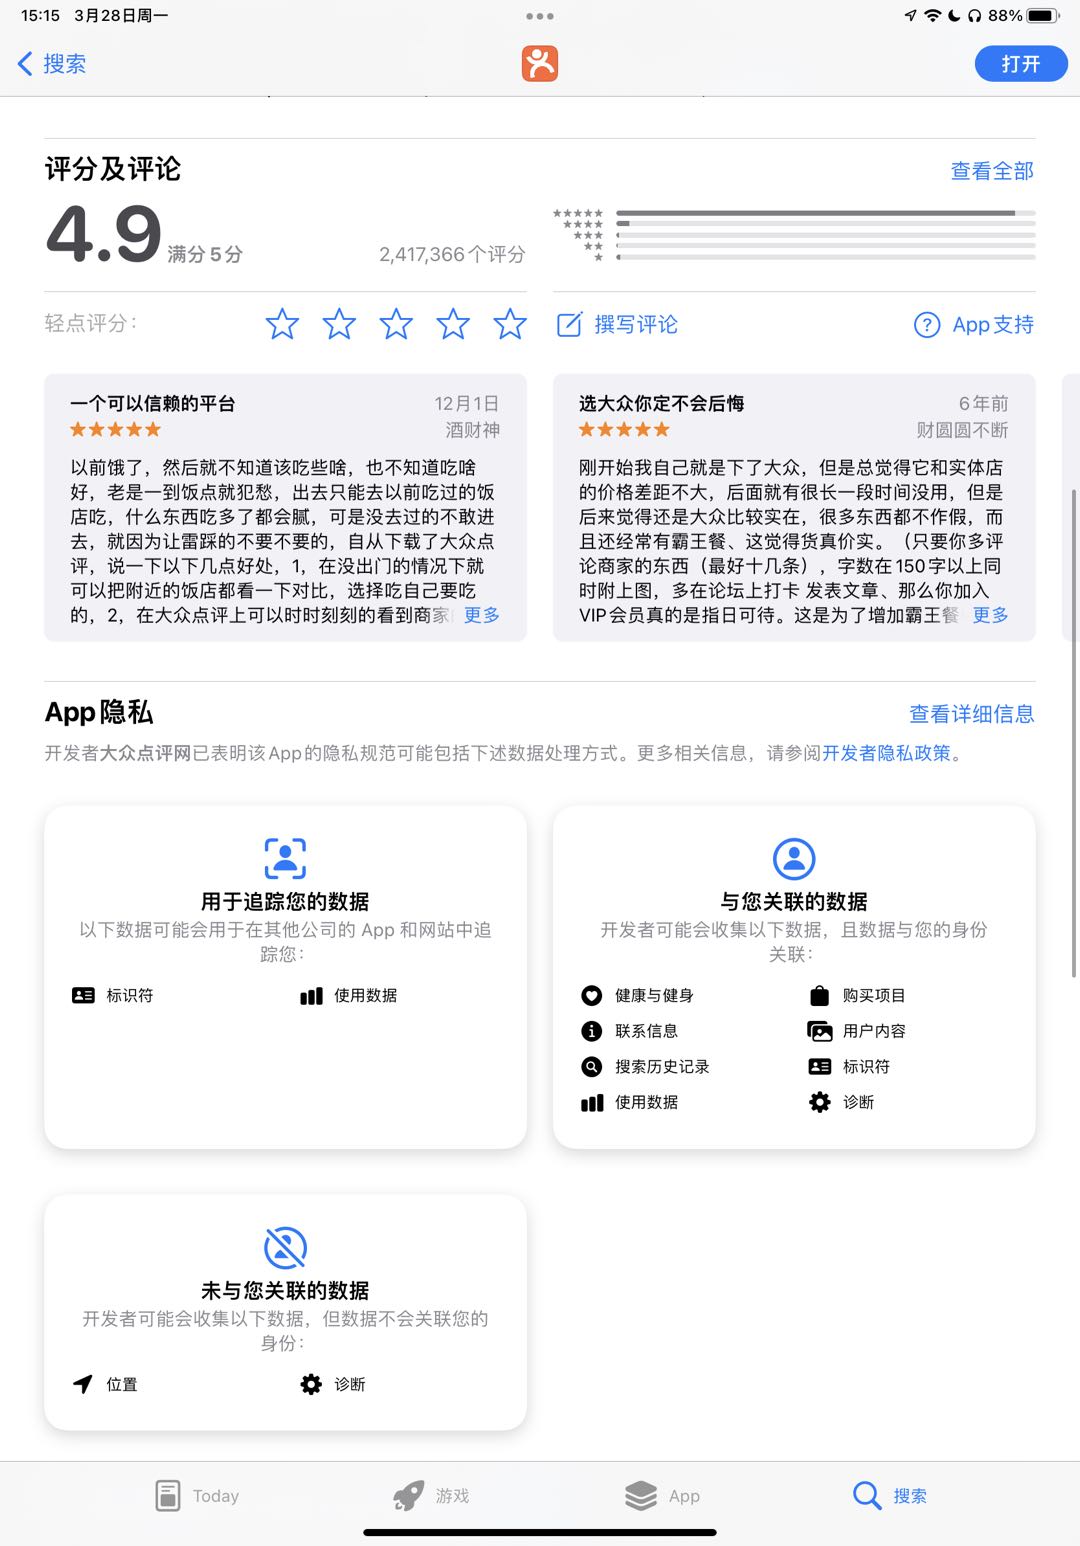 15:15 3月28日周一
88%
搜索
打开
评分及评论
查看全部
4.9 满分5分
2,417,366个评分
轻点评分：
撰写评论
App支持
一个可以信赖的平台
12月1日
酒财神
以前饿了，然后就不知道该吃些啥，也不知道吃啥
好，老是一到饭点就犯愁，出去只能去以前吃过的饭
店吃，什么东西吃多了都会腻，可是没去过的不敢进
去，就因为让雷踩的不要不要的，自从下载了大众点
评，说一下以下几点好处，1，在没出门的情况下就
可以把附近的饭店都看一下对比，选择吃自己要吃
的，2，在大众点评上可以时时刻刻的看到商家 更多
选大众你定不会后悔
6年前
财圆圆不断
刚开始我自己就是下了大众，但是总觉得它和实体店
的价格差距不大，后面就有很长一段时间没用，但是
后来觉得还是大众比较实在，很多东西都不作假，而
且还经常有霸王餐、这觉得货真价实。（只要你多评
论商家的东西（最好十几条），字数在150字以上同
时附上图，多在论坛上打卡 发表文章、那么你加入
VIP会员真的是指日可待。这是为了增加霸王餐 更多
App隐私
查看详细信息
开发者大众点评网已表明该App的隐私规范可能包括下述数据处理方式。更多相关信息，请参阅开发者隐私政策。
用于追踪您的数据
以下数据可能会用于在其他公司的 App 和网站中追
踪您：
标识符
使用数据
与您关联的数据
开发者可能会收集以下数据，且数据与您的身份
关联：
健康与健身
购买项目
联系信息
用户内容
搜索历史记录
标识符
使用数据
诊断
未与您关联的数据
开发者可能会收集以下数据，但数据不会关联您的
身份：
位置
诊断
Today
游戏
App
搜索